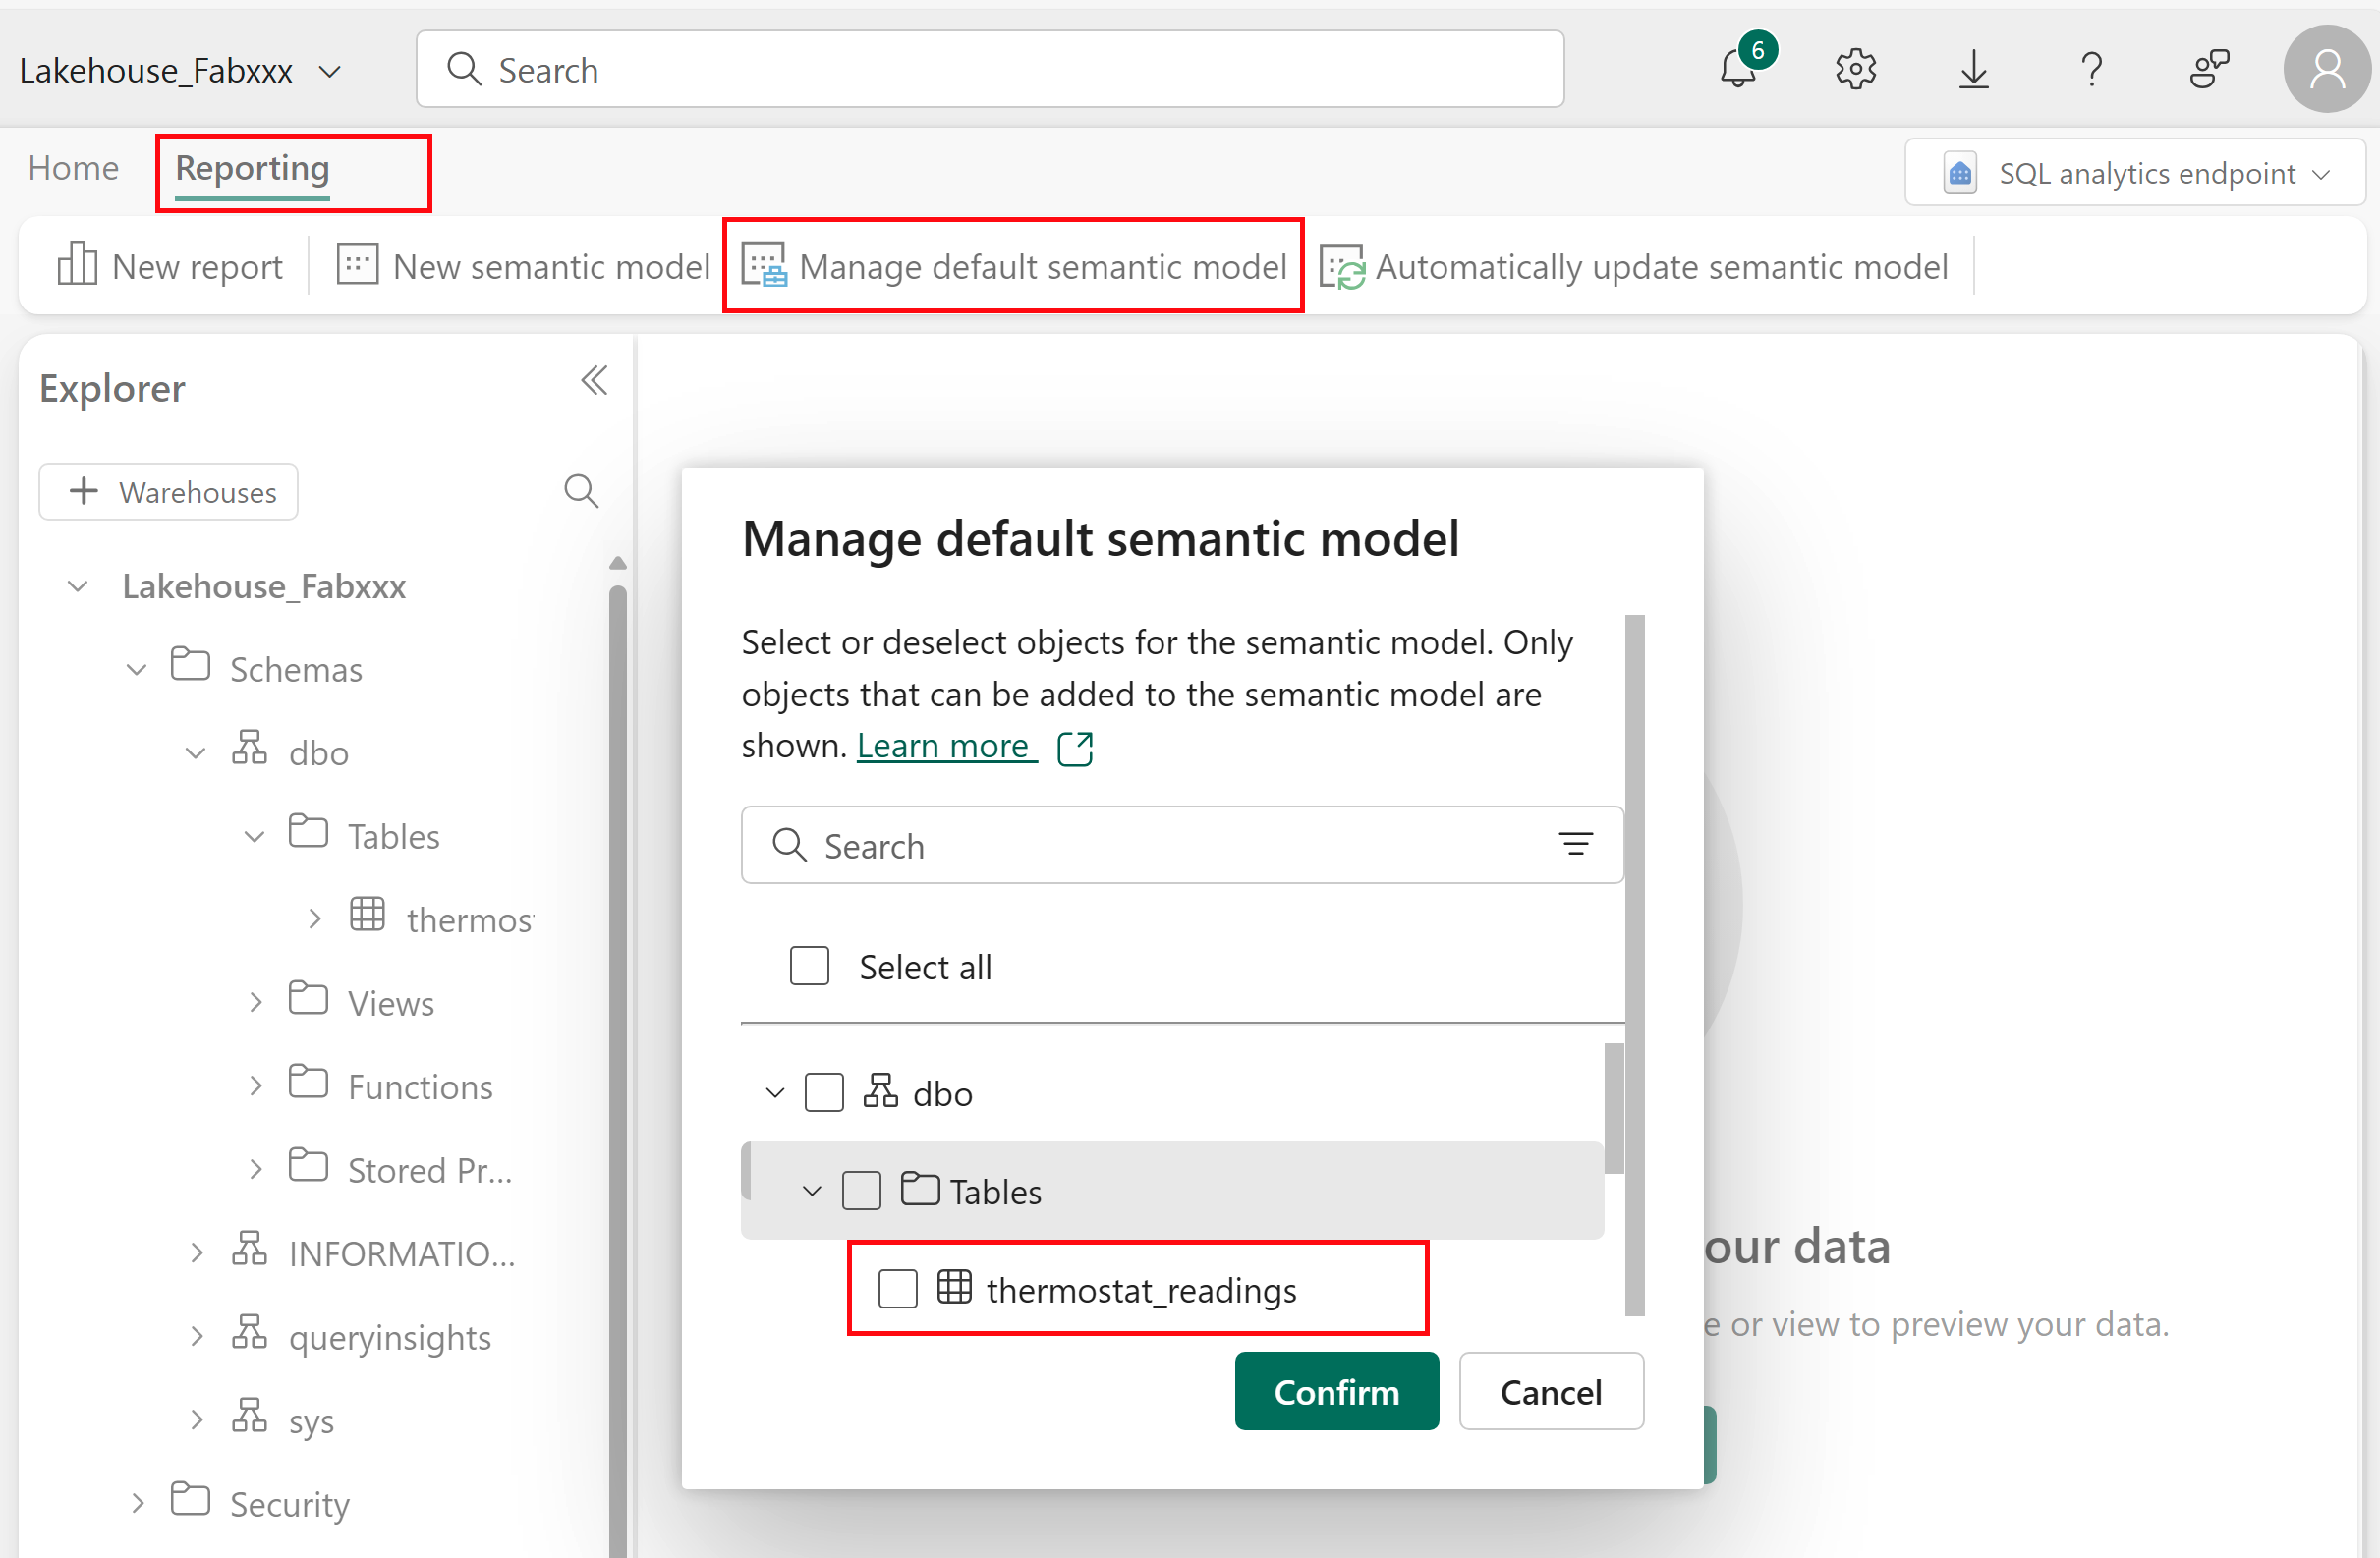 Lakehouse_Fabxxx
Search
6
Home
Reporting
SQL analytics endpoint
New report
New semantic model
Manage default semantic model
Automatically update semantic model
Explorer
Warehouses
Lakehouse_Fabxxx
Schemas
dbo
Tables
thermos
Views
Functions
Stored Pr...
INFORMATIO...
queryinsights
sys
Security
Manage default semantic model
Select or deselect objects for the semantic model. Only
objects that can be added to the semantic model are
shown. Learn more
Search
Select all
dbo
Tables
thermostat_readings
Confirm
Cancel
our data
e or view to preview your data.